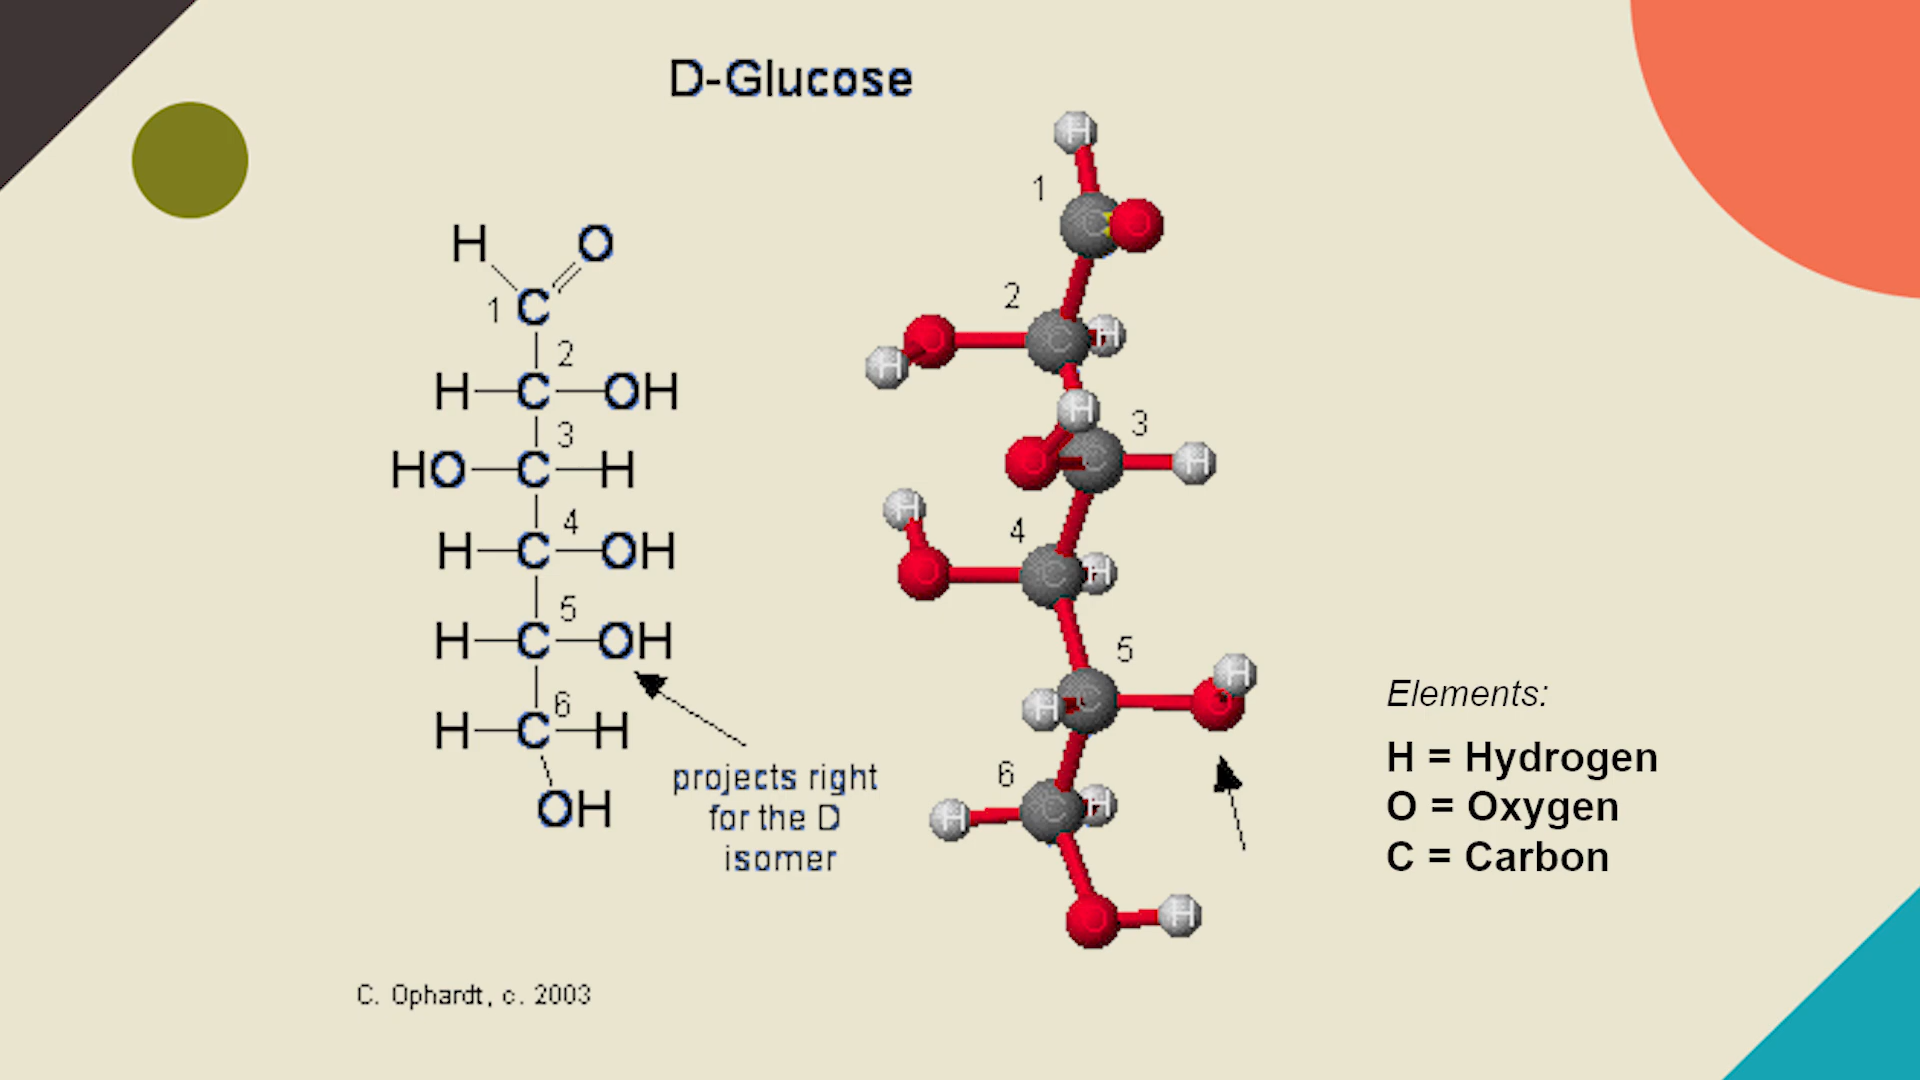 D-Glucose
H O
1 C
2
H C OH
3
HO C H
4
H C OH
5
H C OH
6
H C H
OH
projects right
for the D
isomer
H
1
C O
2
H O C H
H
3
O C H
H
4
O C H
5
H
H C O
6
H C H
O H
Elements:
H = Hydrogen
O = Oxygen
C = Carbon
C. Ophardt, c. 2003